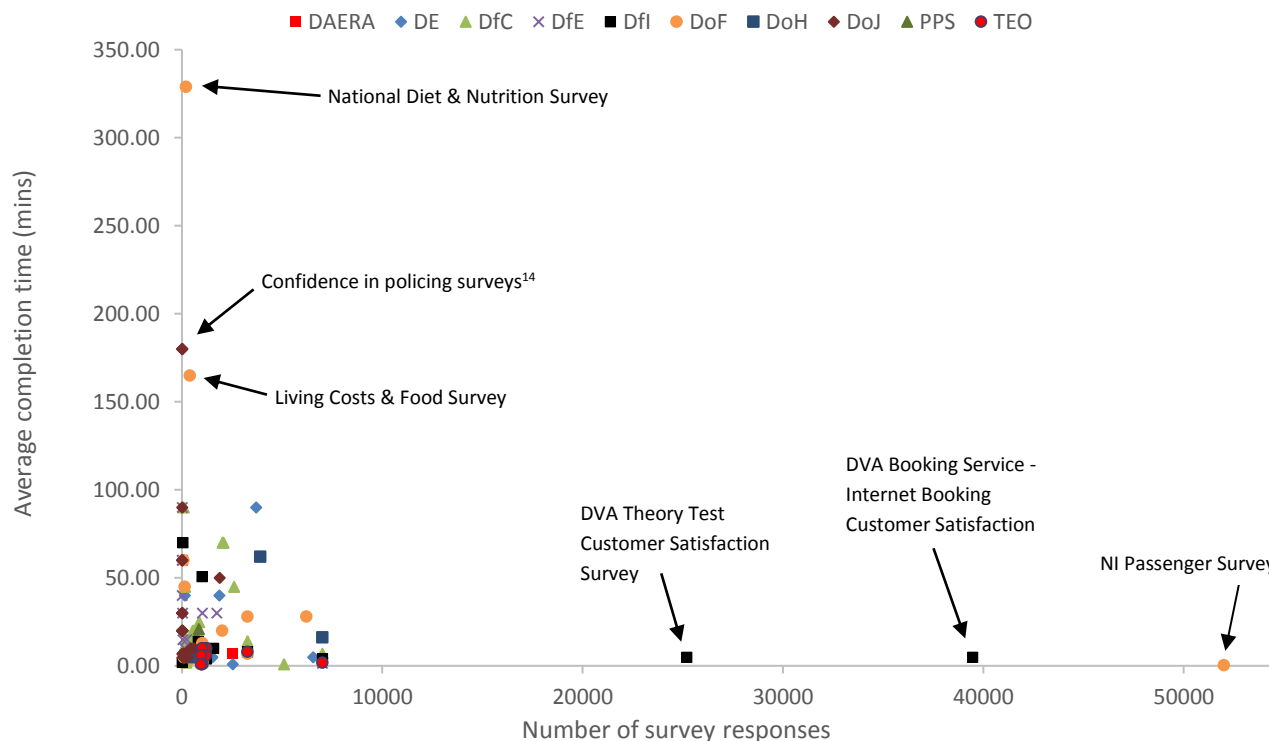 DAERA DE DfC DfE DfI DoF DoH DoJ PPS TEO
350.00
300.00
250.00
200.00
150.00
100.00
50.00
0.00
Average completion time (mins)
National Diet & Nutrition Survey
Confidence in policing surveys¹⁴
Living Costs & Food Survey
DVA Theory Test
Customer Satisfaction
Survey
DVA Booking Service -
Internet Booking
Customer Satisfaction
NI Passenger Survey
0 10000 20000 30000 40000 50000
Number of survey responses